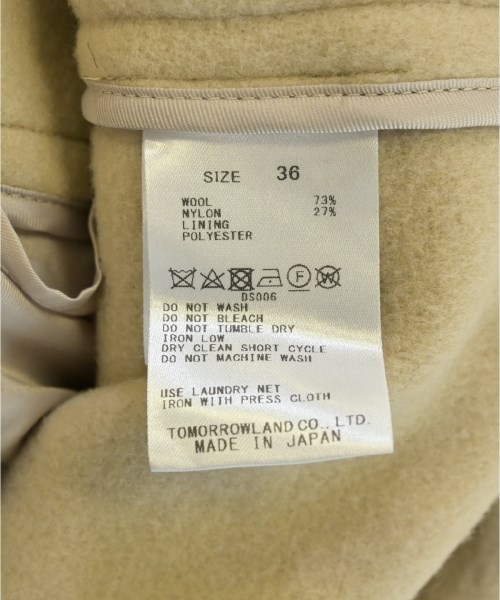 SIZE 36
WOOL 73%
NYLON 27%
LINING
POLYESTER
F W
DS006
DO NOT WASH
DO NOT BLEACH
DO NOT TUMBLE DRY
IRON LOW
DRY CLEAN SHORT CYCLE
DO NOT MACHINE WASH
USE LAUNDRY NET
IRON WITH PRESS CLOTH
TOMORROWLAND CO., LTD.
MADE IN JAPAN